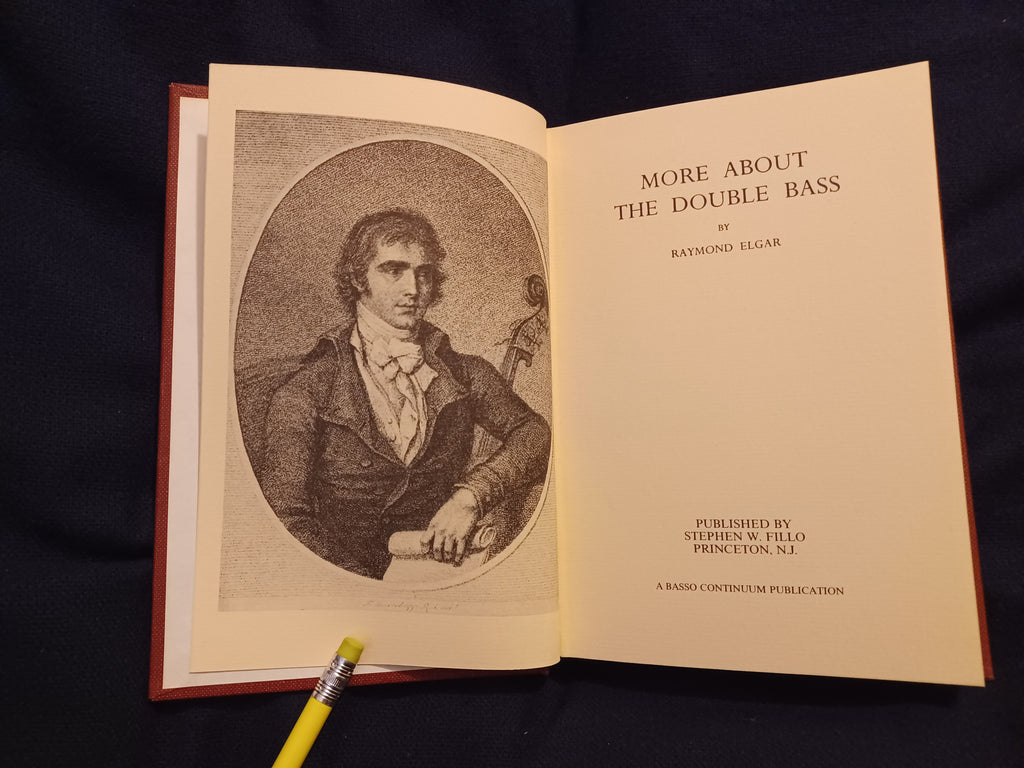 MORE ABOUT
THE DOUBLE BASS
BY
RAYMOND ELGAR
PUBLISHED BY
STEPHEN W. FILLO
PRINCETON, N.J.
A BASSO CONTINUUM PUBLICATION